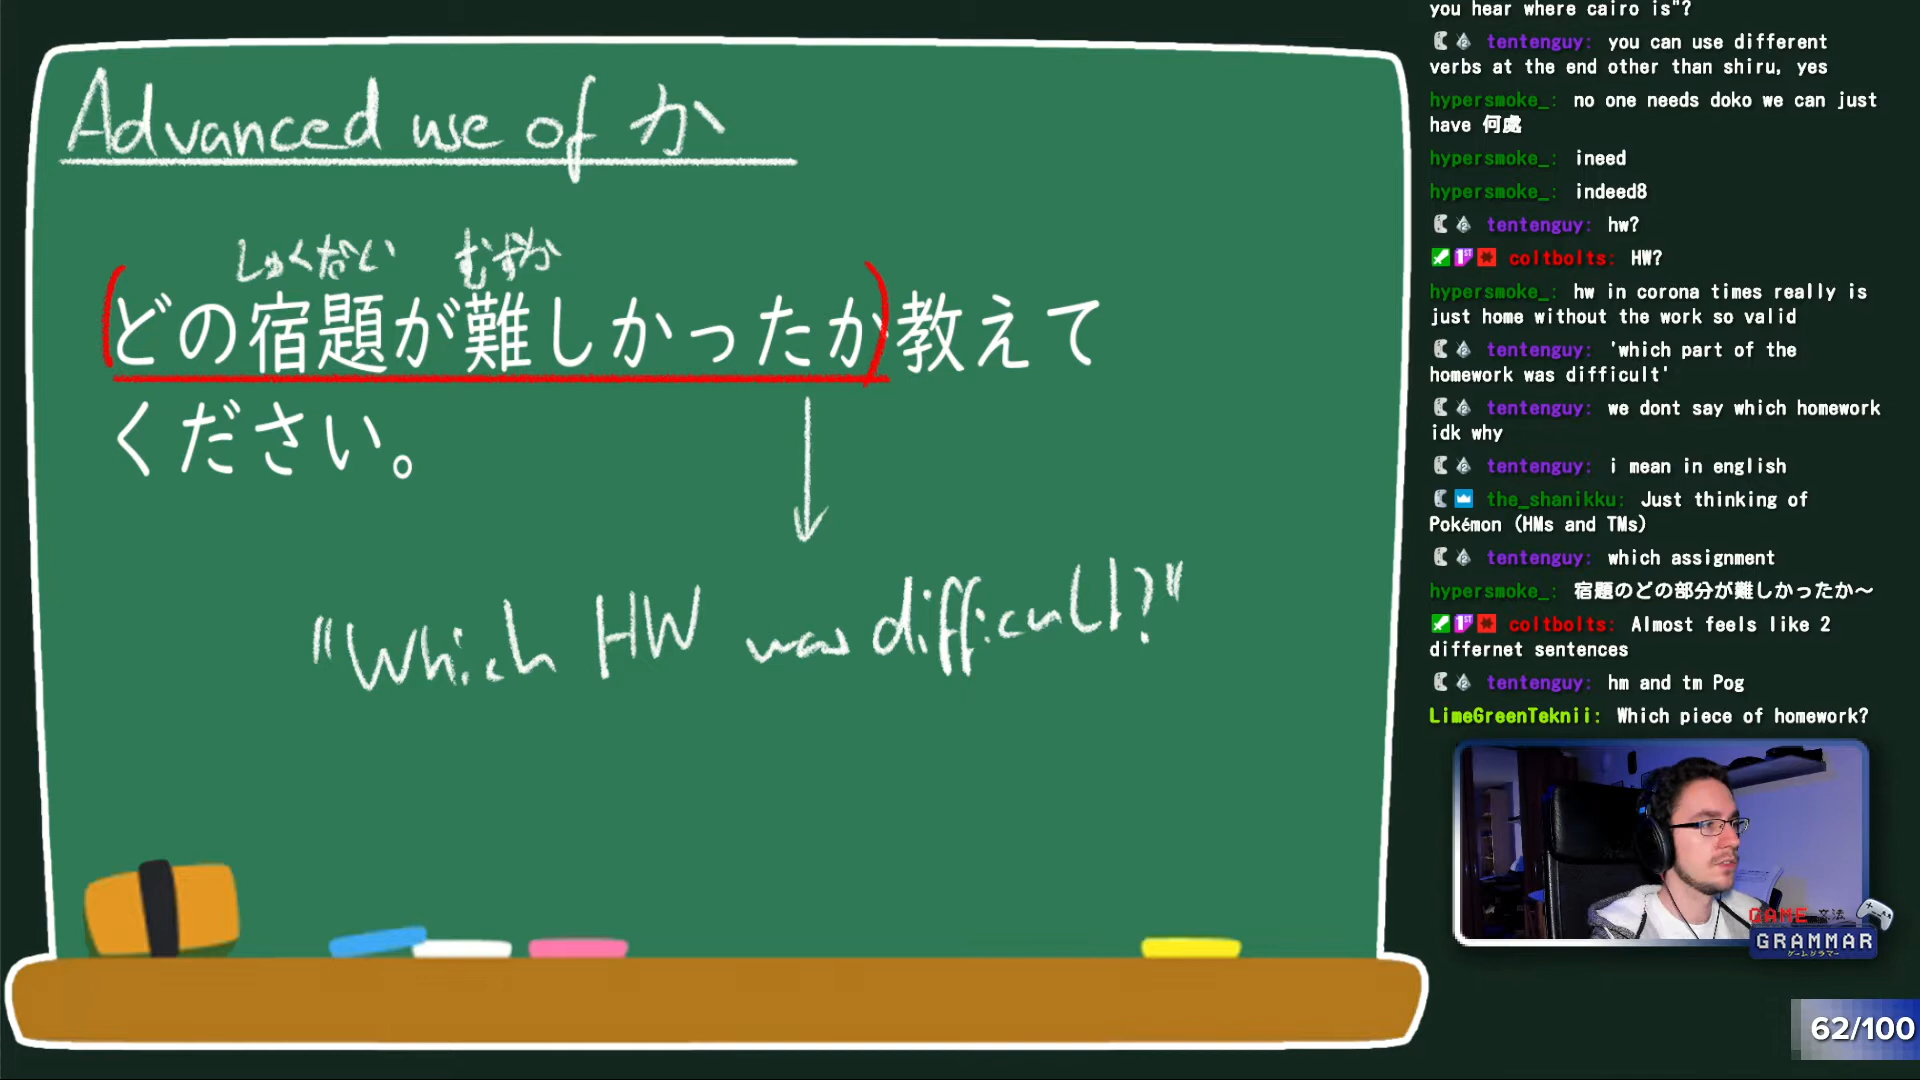 Advanced use of か
しゅくだい むずか
どの宿題が難しかったか教えて
ください。
"Which HW was difficult?"
you hear where cairo is"?
tentenguy: you can use different
verbs at the end other than shiru, yes
hypersmoke_: no one needs doko we can just
have 何處
hypersmoke_: ineed
hypersmoke_: indeed8
tentenguy: hw?
coltbolts: HW?
hypersmoke_: hw in corona times really is
just home without the work so valid
tentenguy: 'which part of the
homework was difficult'
tentenguy: we dont say which homework
idk why
tentenguy: i mean in english
the_shanikku: Just thinking of
Pokémon (HMs and TMs)
tentenguy: which assignment
hypersmoke_: 宿題のどの部分が難しかったか～
coltbolts: Almost feels like 2
differnet sentences
tentenguy: hm and tm Pog
LimeGreenTeknii: Which piece of homework?
GAME 文法
GRAMMAR
ゲームグラマー
62/100